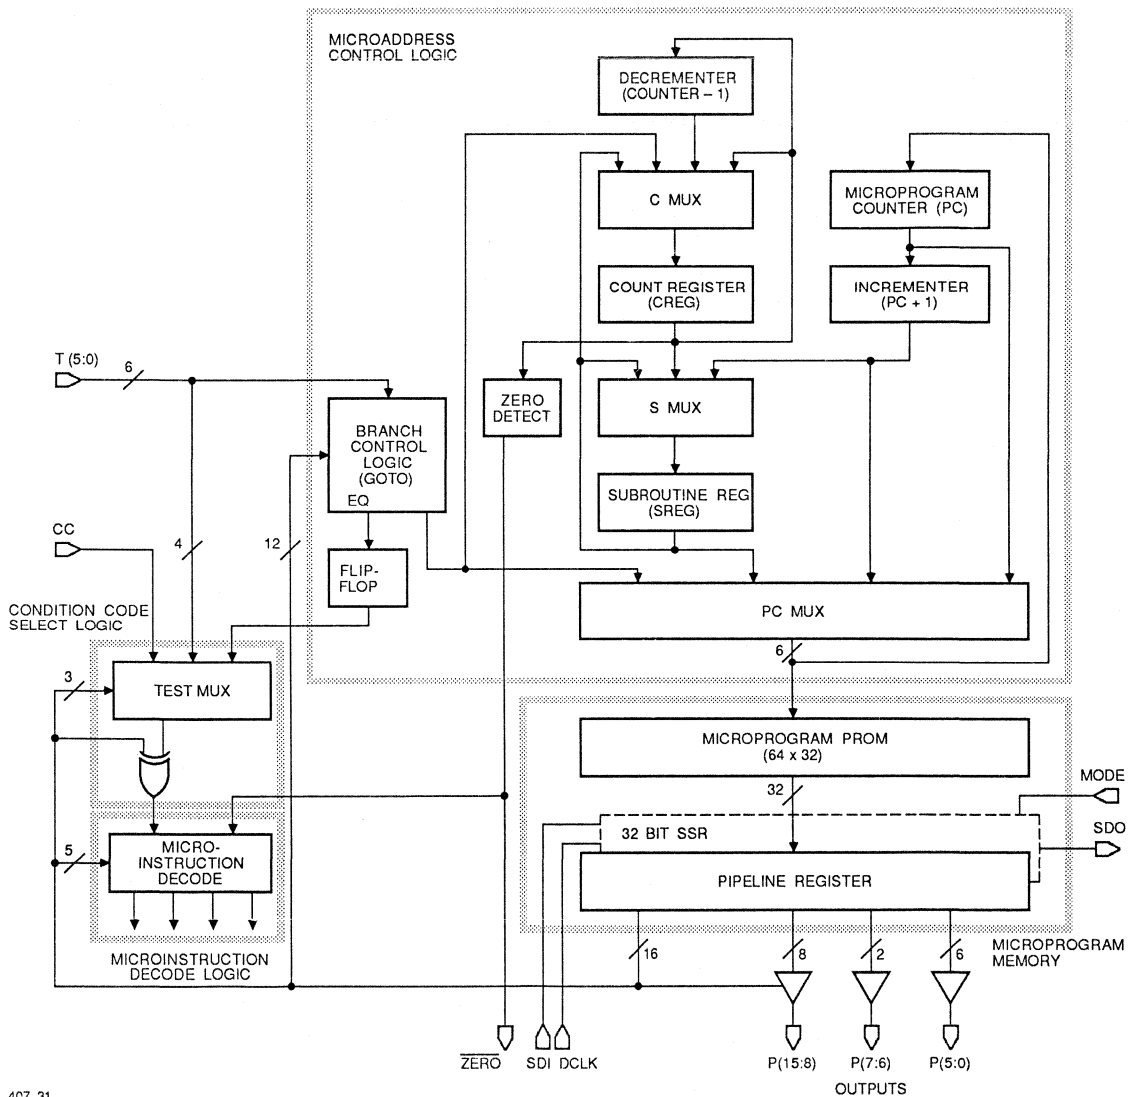 MICROADDRESS
CONTROL LOGIC
DECREMENTER
(COUNTER – 1)
C MUX
MICROPROGRAM
COUNTER (PC)
COUNT REGISTER
(CREG)
INCREMENTER
(PC + 1)
T (5:0)
6
ZERO
DETECT
S MUX
BRANCH
CONTROL
LOGIC
(GOTO)
EQ
SUBROUTINE REG
(SREG)
CC
4
12
FLIP-
FLOP
CONDITION CODE
SELECT LOGIC
PC MUX
6
3
TEST MUX
MICROPROGRAM PROM
(64 x 32)
32
MODE
32 BIT SSR
SDO
5
MICRO-
INSTRUCTION
DECODE
PIPELINE REGISTER
MICROINSTRUCTION
DECODE LOGIC
16
8
2
6
MICROPROGRAM
MEMORY
ZERO
SDI DCLK
P(15:8)
P(7:6)
P(5:0)
OUTPUTS
407 31